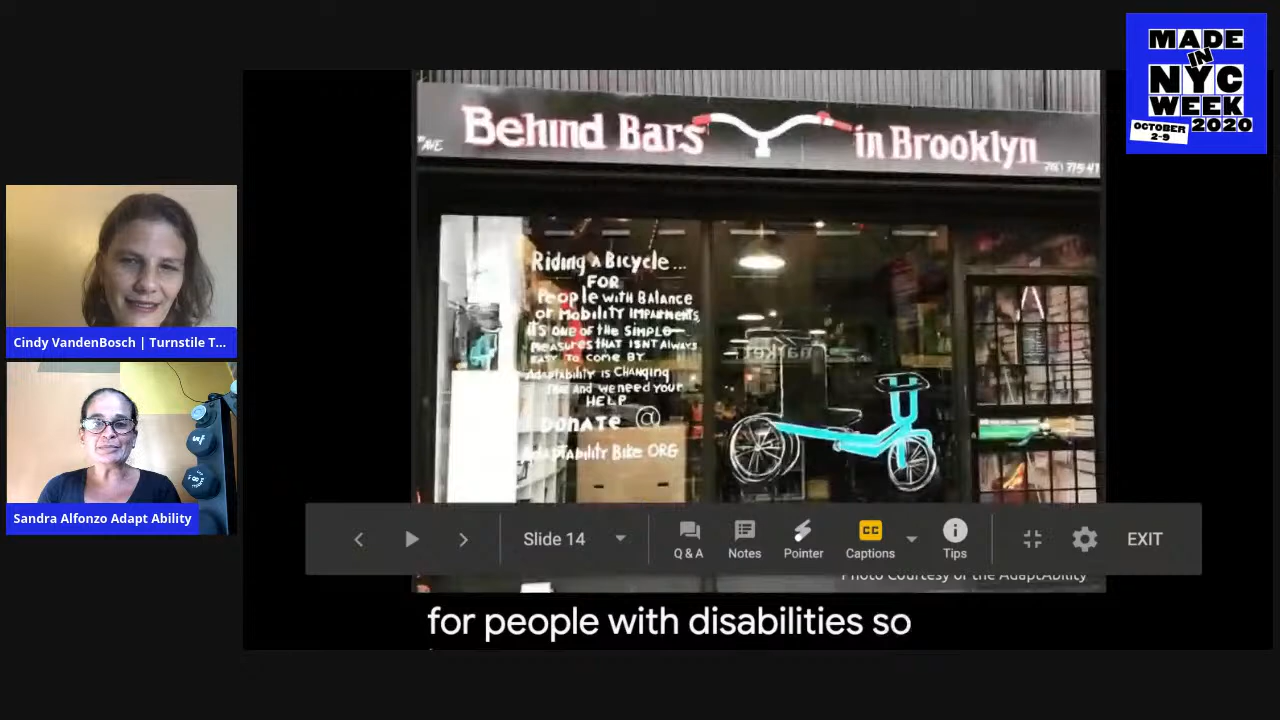 MADE
IN
NYC
WEEK
OCTOBER
2-9
2020
Behind Bars in Brooklyn
AVE
Riding A Bicycle...
FOR
People with Balance
or Mobility Impairments,
it's one of the simple
measures that isn't always
easy to come by.
Adaptability is changing
and we need your
HELP
DONATE @
Adaptability Bike ORG
Cindy VandenBosch | Turnstile T...
Sandra Alfonzo Adapt Ability
Slide 14
Q & A
Notes
Pointer
CC
Captions
Tips
EXIT
Photo Courtesy of the AdaptAbility
for people with disabilities so